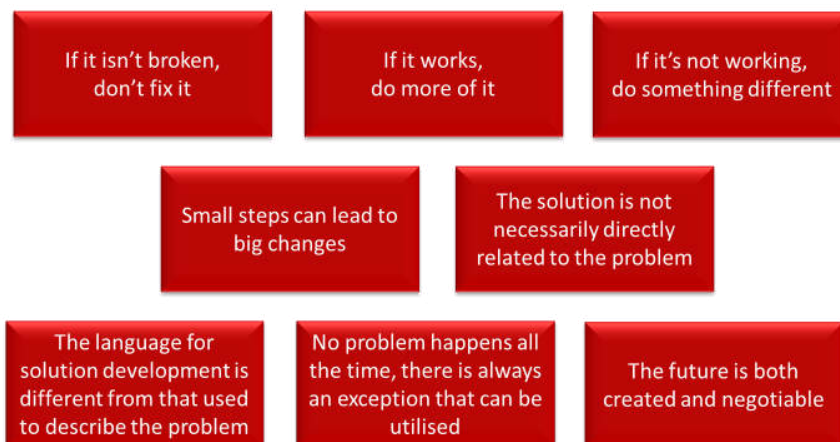 If it isn’t broken,
don’t fix it
If it works,
do more of it
If it’s not working,
do something different
Small steps can lead to
big changes
The solution is not
necessarily directly
related to the problem
The language for
solution development is
different from that used
to describe the problem
No problem happens all
the time, there is always
an exception that can be
utilised
The future is both
created and negotiable